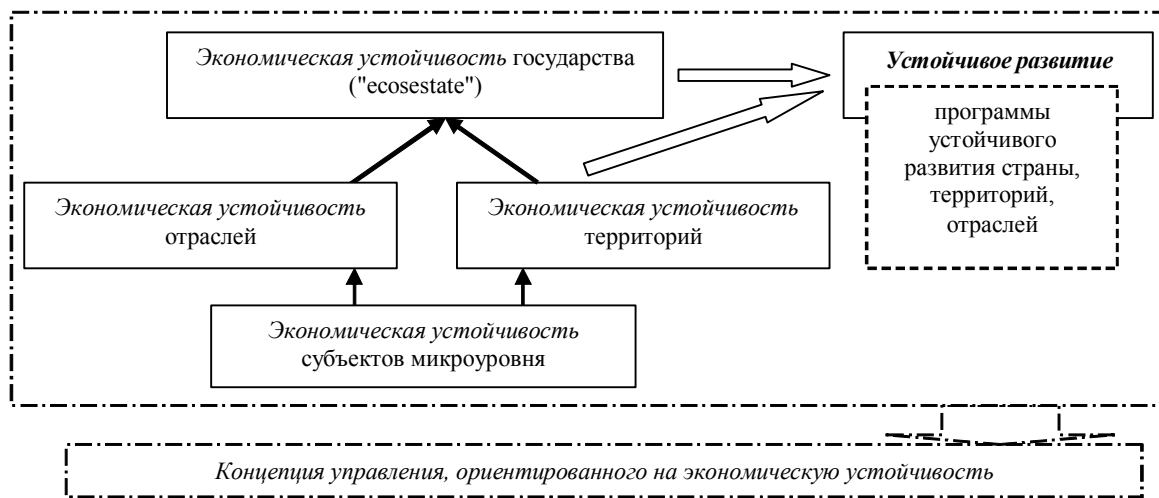 Экономическая устойчивость государства
("ecosestate")
Устойчивое развитие
программы
устойчивого
развития страны,
территорий,
отраслей
Экономическая устойчивость
отраслей
Экономическая устойчивость
территорий
Экономическая устойчивость
субъектов микроуровня
Концепция управления, ориентированного на экономическую устойчивость